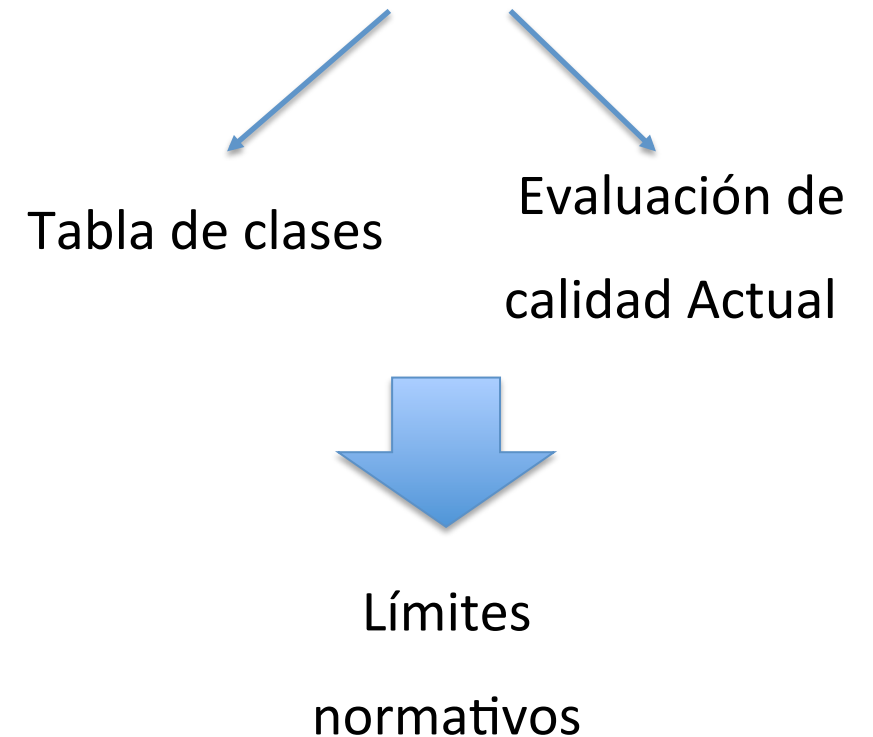 Tabla de clases
Evaluación de
calidad Actual
Límites
normativos